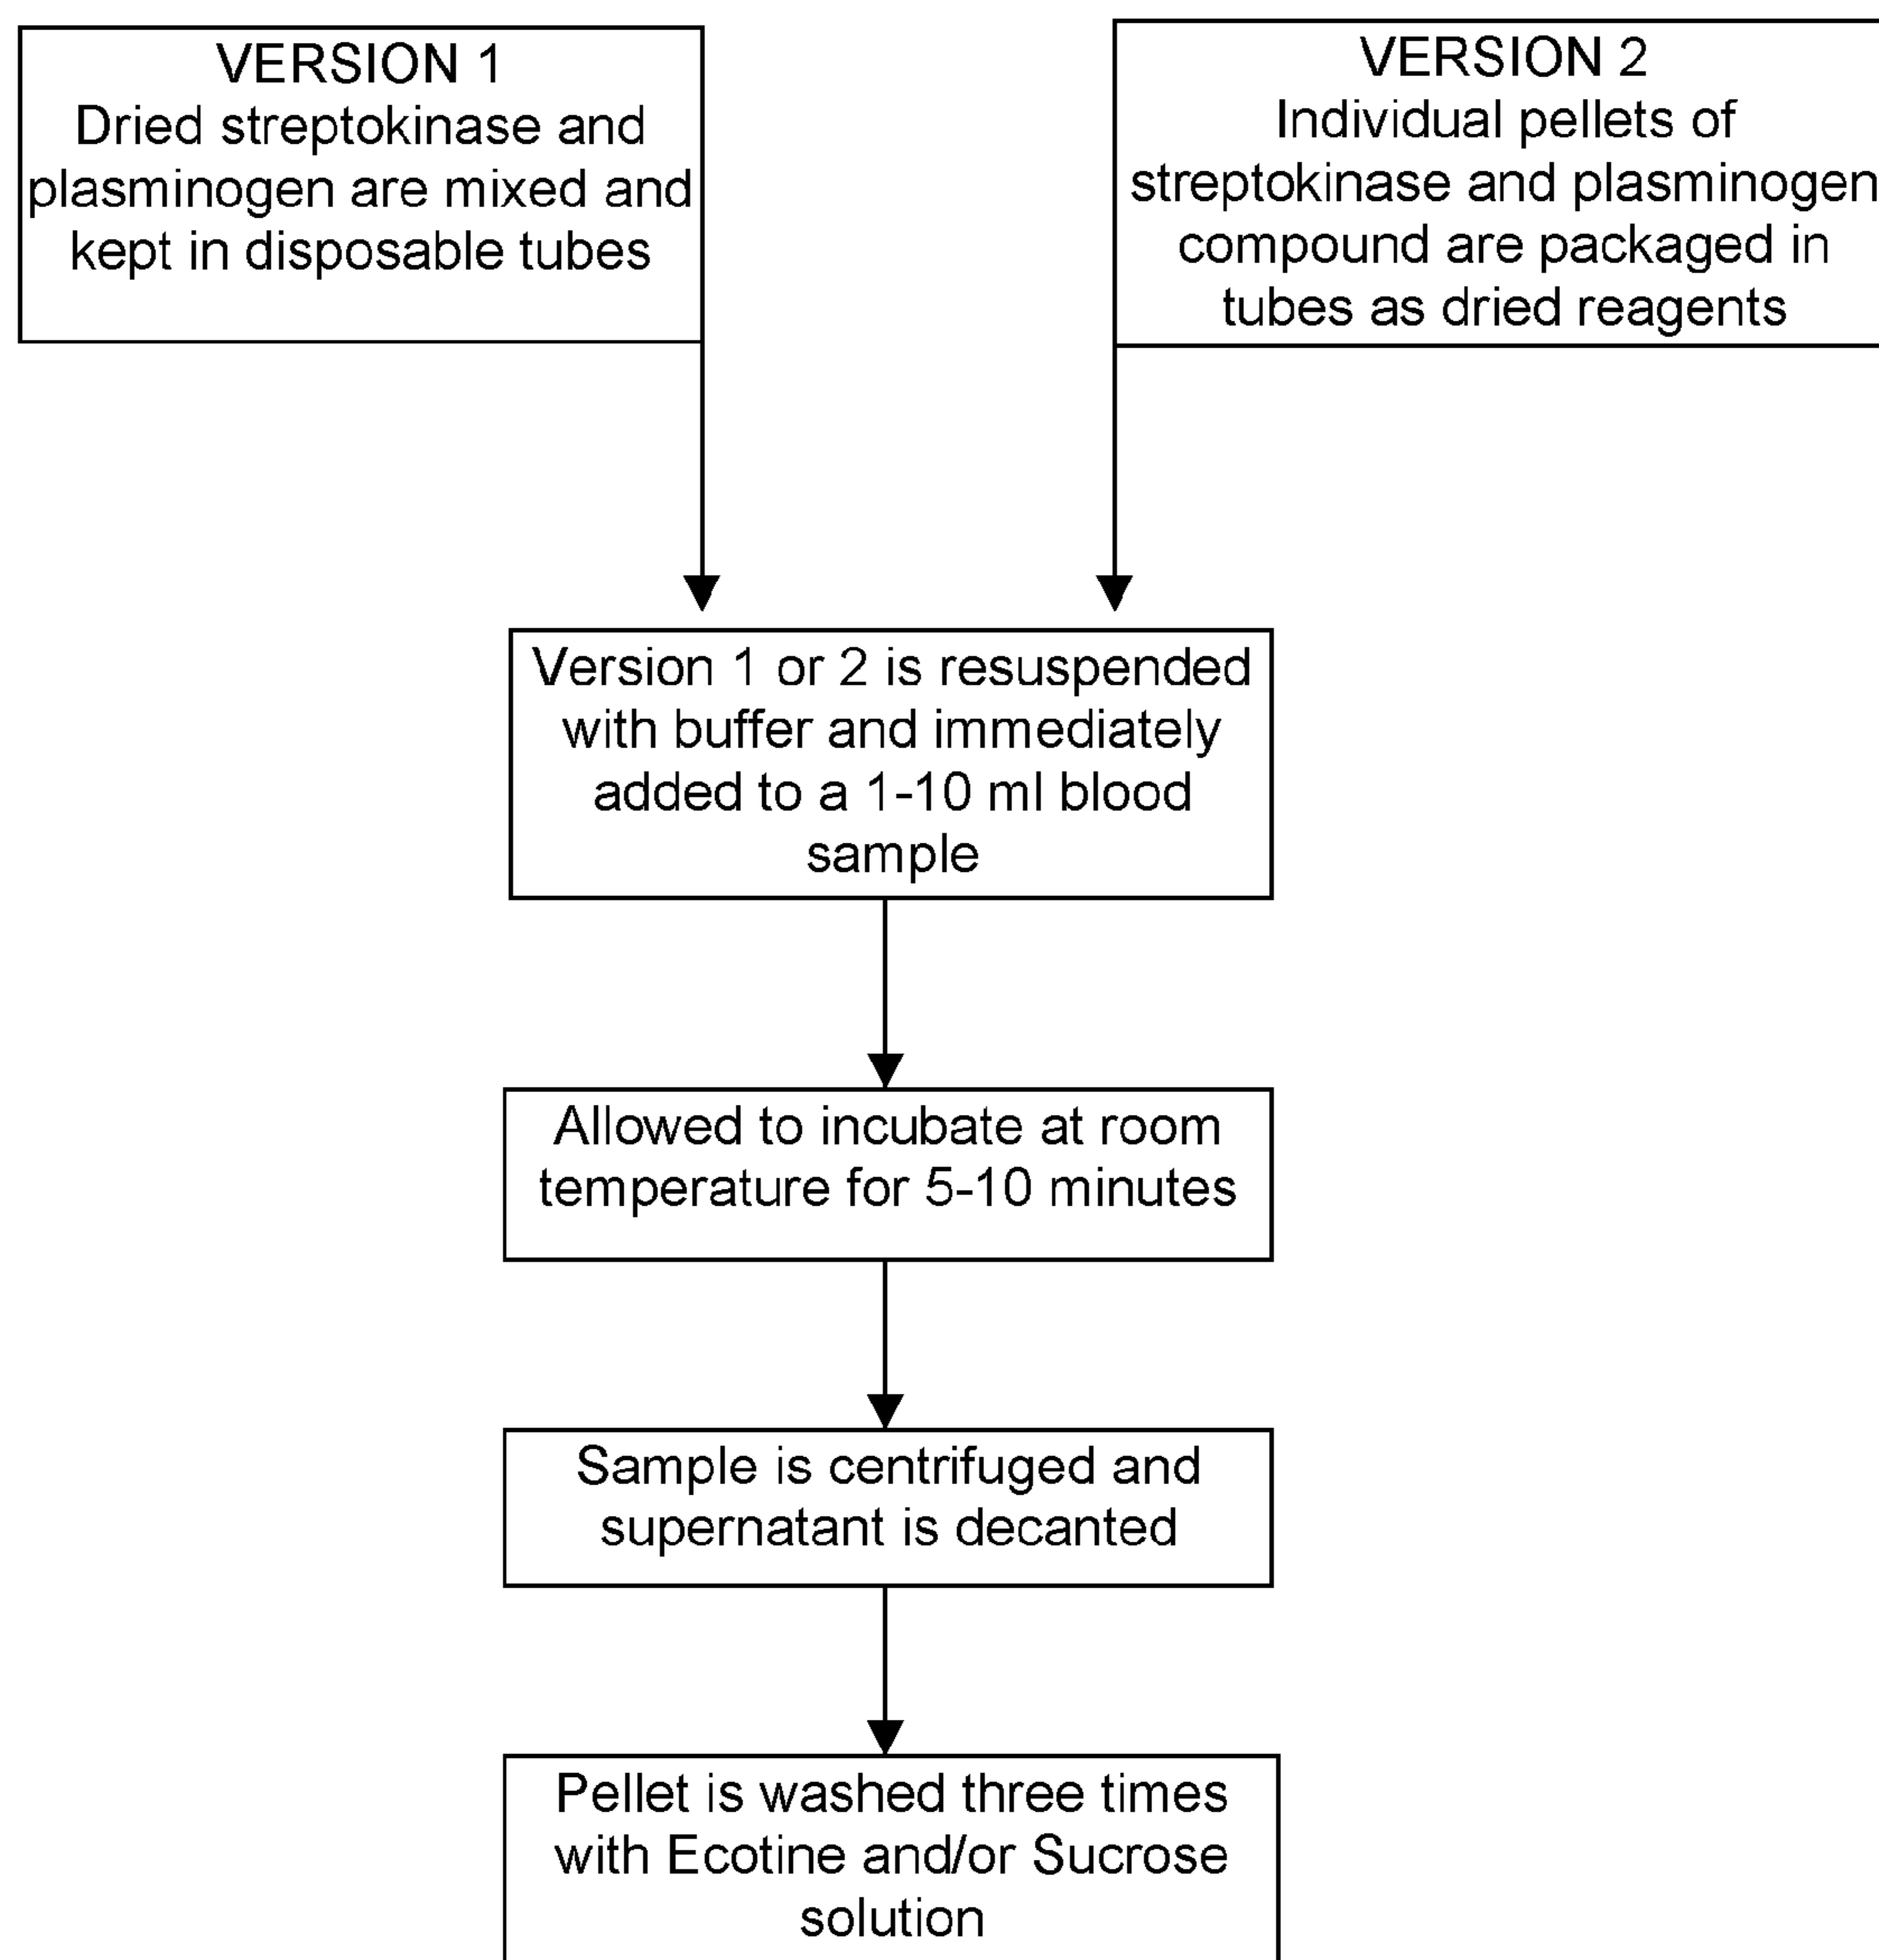 VERSION 1
Dried streptokinase and
plasminogen are mixed and
kept in disposable tubes
VERSION 2
Individual pellets of
streptokinase and plasminogen
compound are packaged in
tubes as dried reagents
Version 1 or 2 is resuspended
with buffer and immediately
added to a 1-10 ml blood
sample
Allowed to incubate at room
temperature for 5-10 minutes
Sample is centrifuged and
supernatant is decanted
Pellet is washed three times
with Ecotine and/or Sucrose
solution